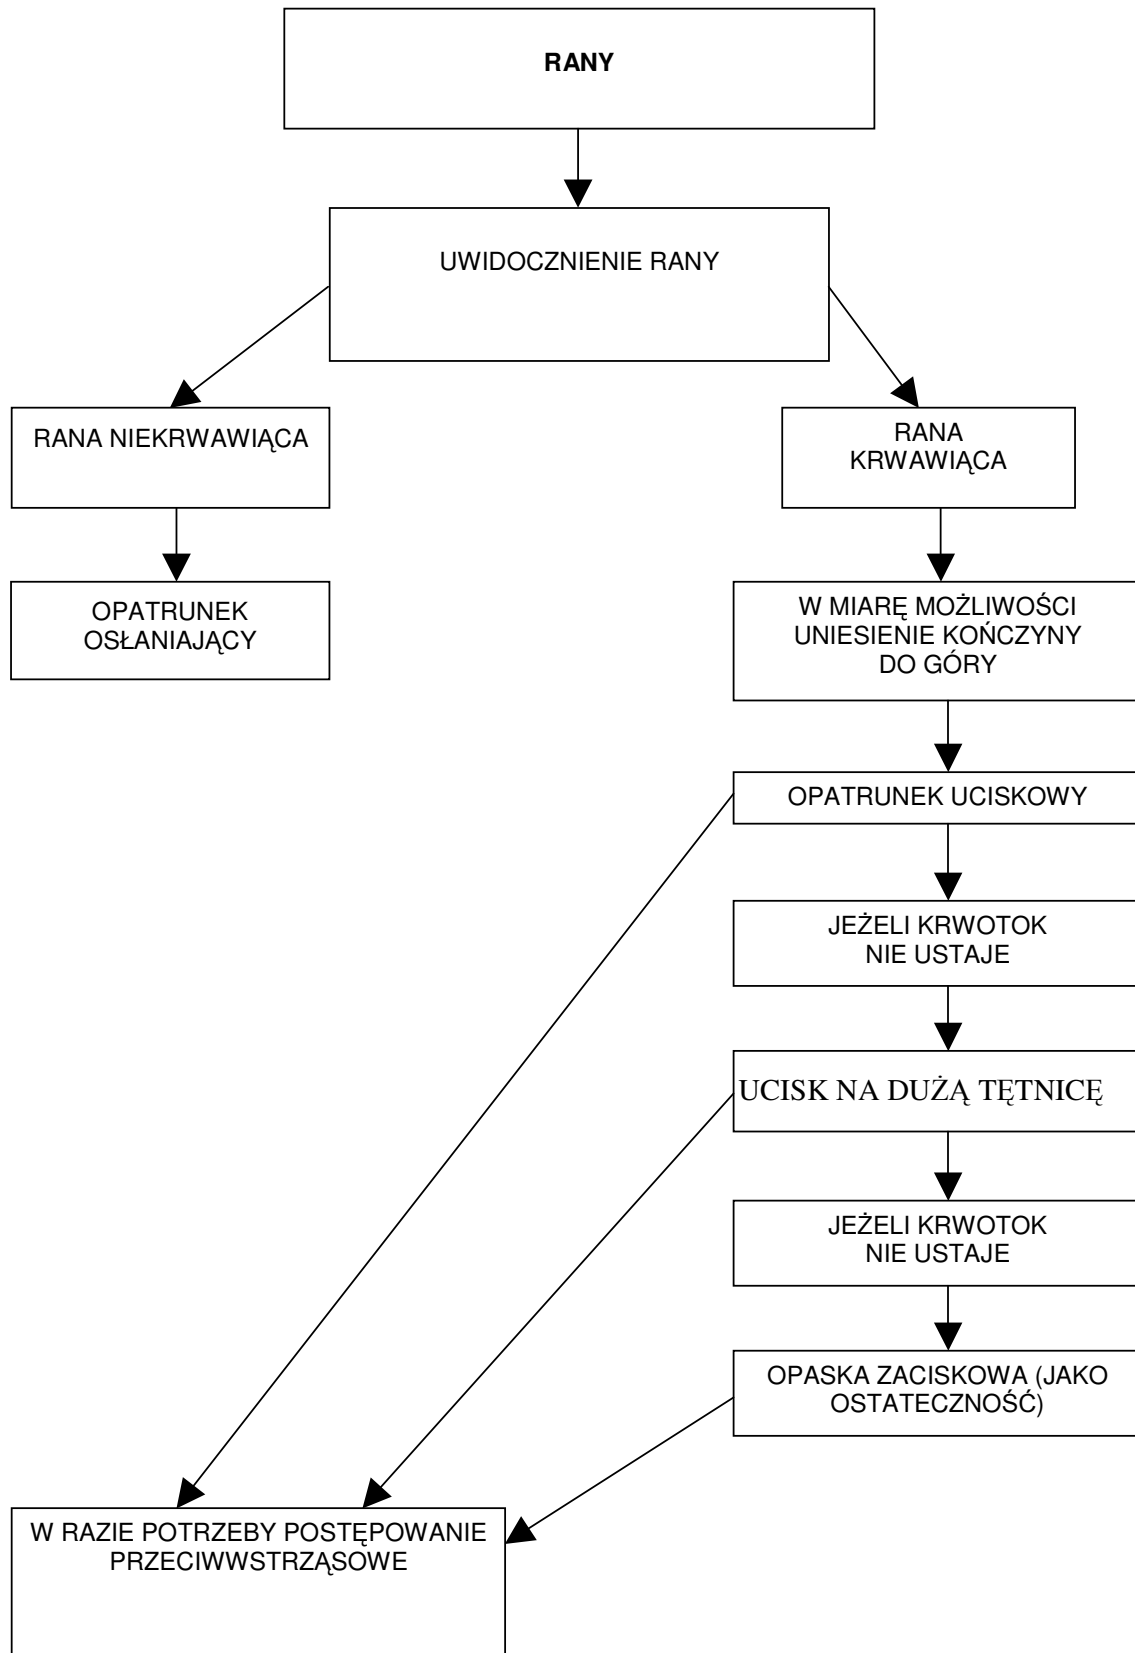 RANY
UWIDOCZNIENIE RANY
RANA NIEKRWAWIĄCA
RANA
KRWAWIĄCA
OPATRUNEK
OSŁANIAJĄCY
W MIARĘ MOŻLIWOŚCI
UNIESIENIE KOŃCZYNY
DO GÓRY
OPATRUNEK UCISKOWY
JEŻELI KRWOTOK
NIE USTAJE
UCISK NA DUŻĄ TĘTNICĘ
JEŻELI KRWOTOK
NIE USTAJE
OPASKA ZACISKOWA (JAKO
OSTATECZNOŚĆ)
W RAZIE POTRZEBY POSTĘPOWANIE
PRZECIWWSTRZĄSOWE